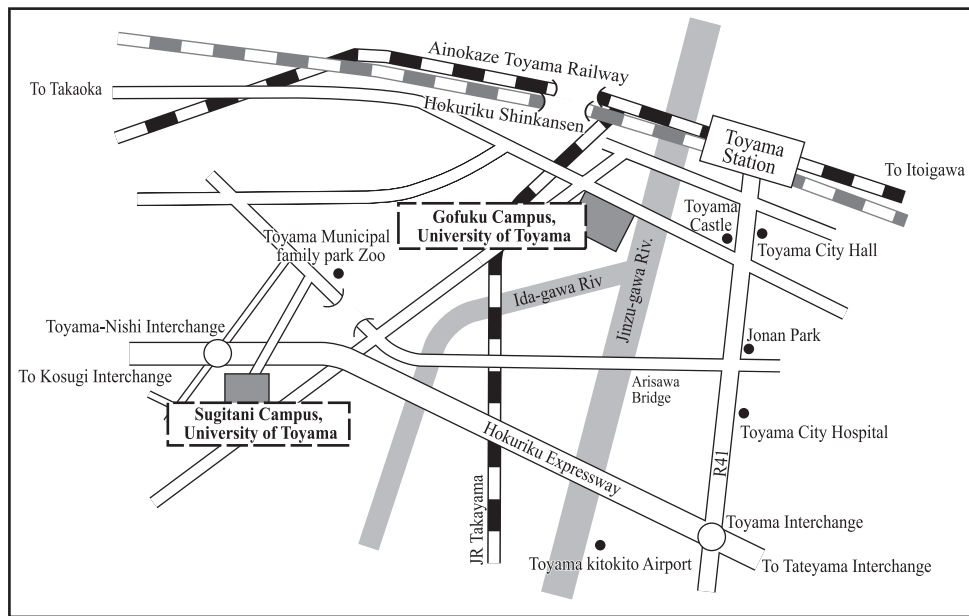 Ainokaze Toyama Railway
To Takaoka
Hokuriku Shinkansen
Toyama
Station
To Itoigawa
Toyama
Castle
Gofuku Campus,
University of Toyama
Toyama Municipal
family park Zoo
Toyama City Hall
Ida-gawa Riv
Jinzu-gawa Riv.
Toyama-Nishi Interchange
Jonan Park
To Kosugi Interchange
Arisawa
Bridge
Sugitani Campus,
University of Toyama
Toyama City Hospital
Hokuriku Expressway
R41
JR Takayama
Toyama Interchange
Toyama kitokito Airport
To Tateyama Interchange